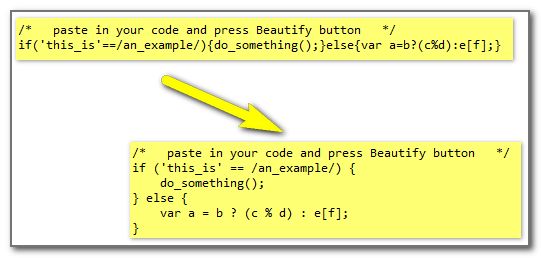 /*   paste in your code and press Beautify button   */
if('this_is'==/an_example/){do_something();}else{var a=b?(c%d):e[f];}
/*   paste in your code and press Beautify button   */
if ('this_is' == /an_example/) {
    do_something();
} else {
    var a = b ? (c % d) : e[f];
}